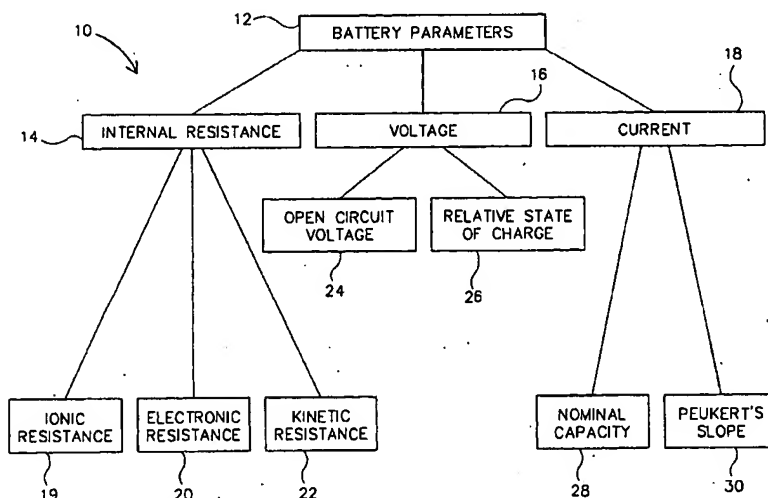 10
12
BATTERY PARAMETERS
18
16
14
INTERNAL RESISTANCE
VOLTAGE
CURRENT
OPEN CIRCUIT
VOLTAGE
RELATIVE STATE
OF CHARGE
24
26
IONIC
RESISTANCE
ELECTRONIC
RESISTANCE
KINETIC
RESISTANCE
NOMINAL
CAPACITY
PEUKERT'S
SLOPE
19
20
22
28
30